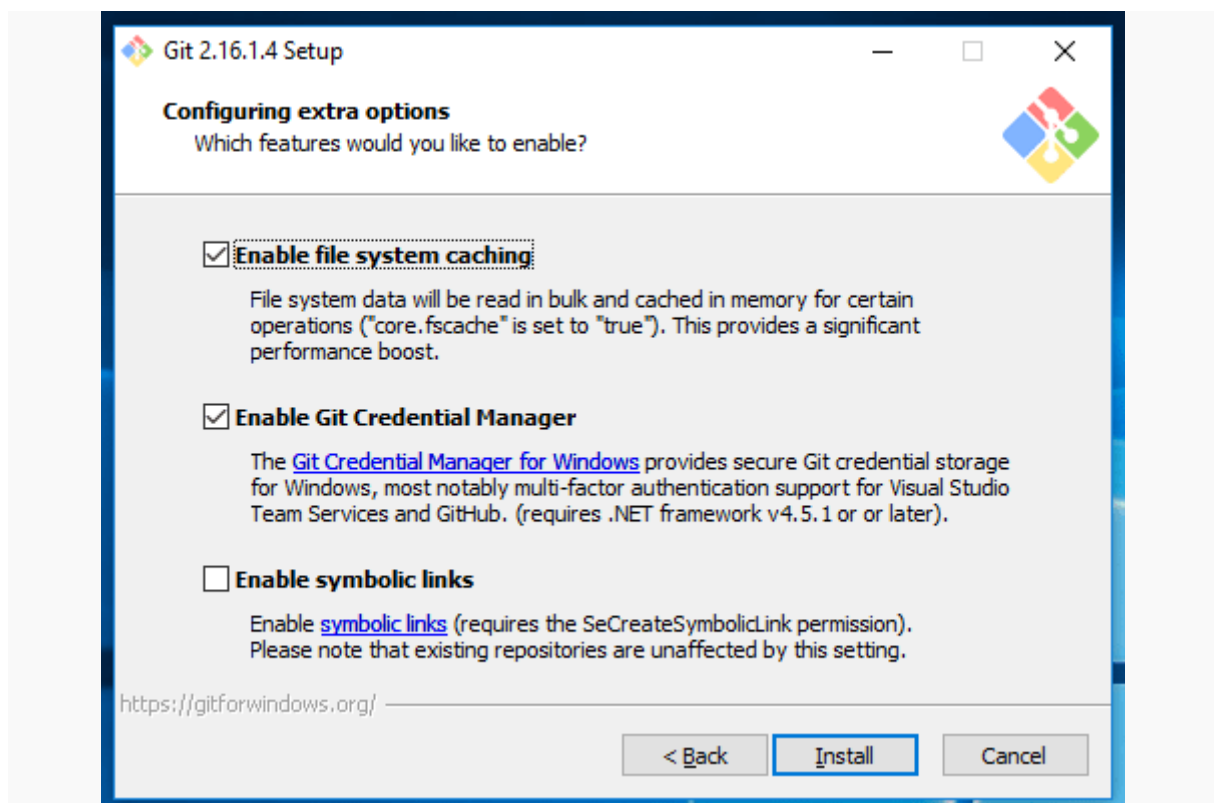 Git 2.16.1.4 Setup
Configuring extra options
Which features would you like to enable?
Enable file system caching
File system data will be read in bulk and cached in memory for certain
operations ("core.fscache" is set to "true"). This provides a significant
performance boost.
Enable Git Credential Manager
The Git Credential Manager for Windows provides secure Git credential storage
for Windows, most notably multi-factor authentication support for Visual Studio
Team Services and GitHub. (requires .NET framework v4.5.1 or or later).
Enable symbolic links
Enable symbolic links (requires the SeCreateSymbolicLink permission).
Please note that existing repositories are unaffected by this setting.
https://gitforwindows.org/
< Back Install Cancel